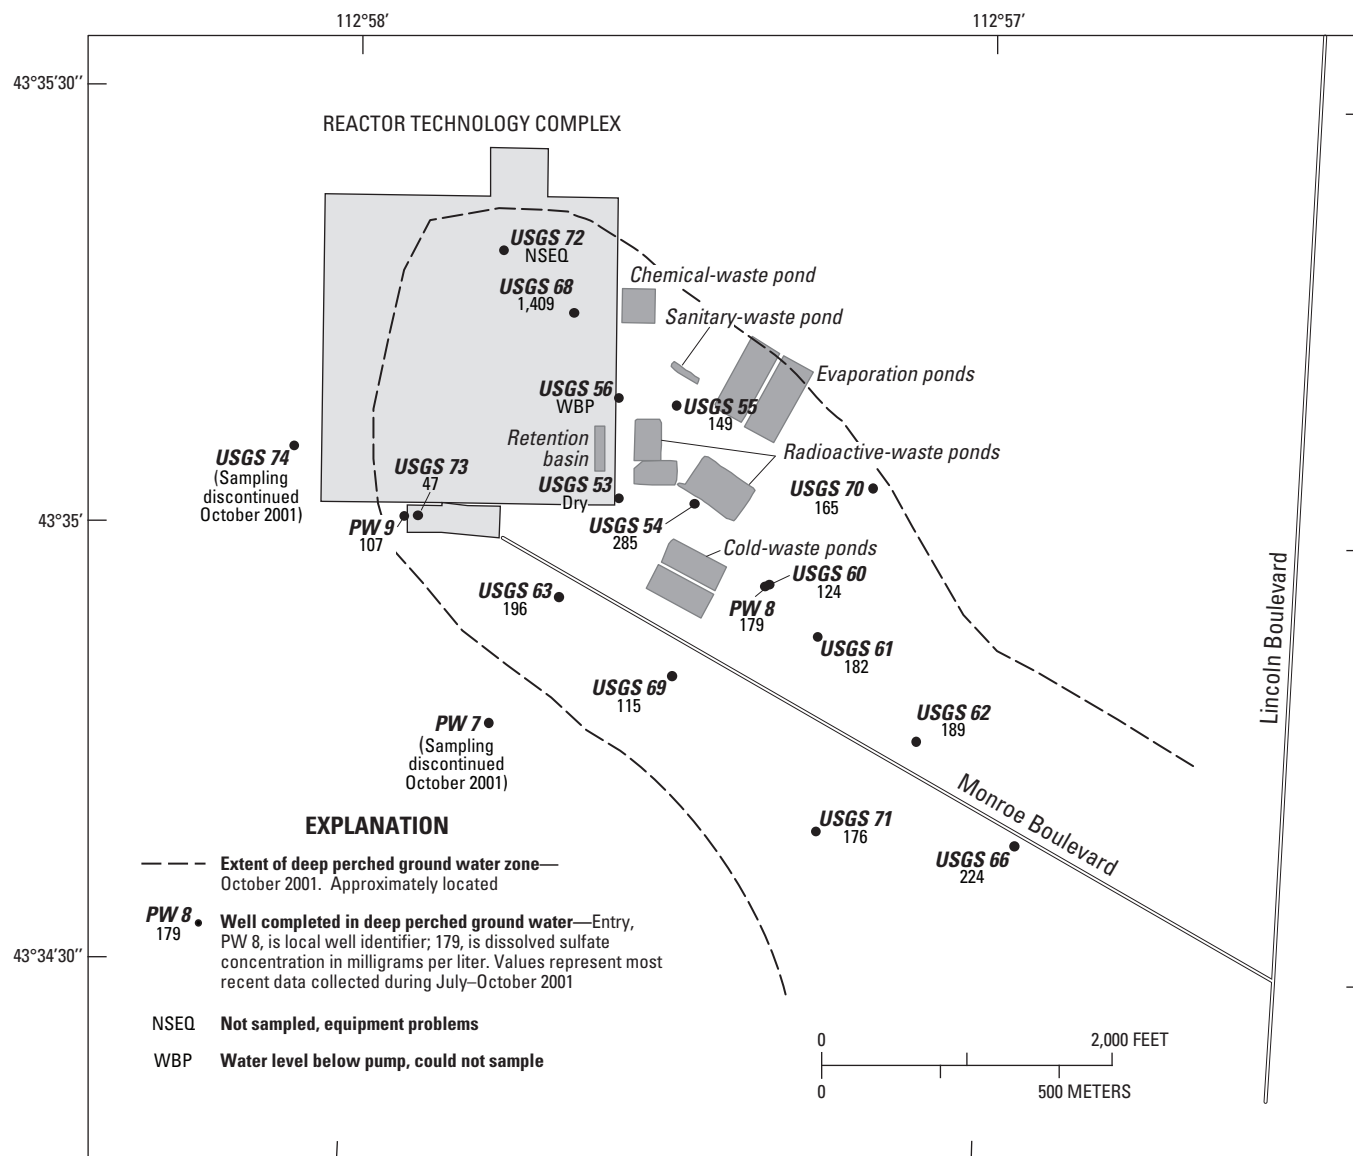 112°58'
112°57'
43°35'30''
REACTOR TECHNOLOGY COMPLEX
USGS 72
NSEQ
Chemical-waste pond
USGS 68
1,409
Sanitary-waste pond
Evaporation ponds
USGS 56
WBP
USGS 55
149
Retention
basin
Radioactive-waste ponds
USGS 74
(Sampling
discontinued
October 2001)
USGS 73
47
USGS 53
Dry
USGS 70
165
43°35'
PW 9
107
USGS 54
285
Cold-waste ponds
USGS 60
124
USGS 63
196
PW 8
179
USGS 61
182
USGS 69
115
Lincoln Boulevard
PW 7
(Sampling
discontinued
October 2001)
USGS 62
189
Monroe Boulevard
USGS 71
176
USGS 66
224
EXPLANATION
Extent of deep perched ground water zone—
October 2001. Approximately located
PW 8
179
Well completed in deep perched ground water—Entry,
PW 8, is local well identifier; 179, is dissolved sulfate
concentration in milligrams per liter. Values represent most
recent data collected during July–October 2001
43°34'30''
NSEQ Not sampled, equipment problems
WBP Water level below pump, could not sample
0 2,000 FEET
0 500 METERS